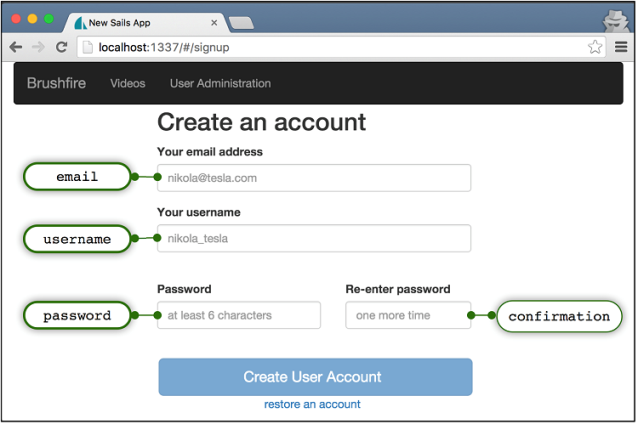 New Sails App
localhost:1337/#/signup
Brushfire Videos User Administration
Create an account
Your email address
email nikola@tesla.com
Your username
username nikola_tesla
Password Re-enter password
password at least 6 characters one more time confirmation
Create User Account
restore an account